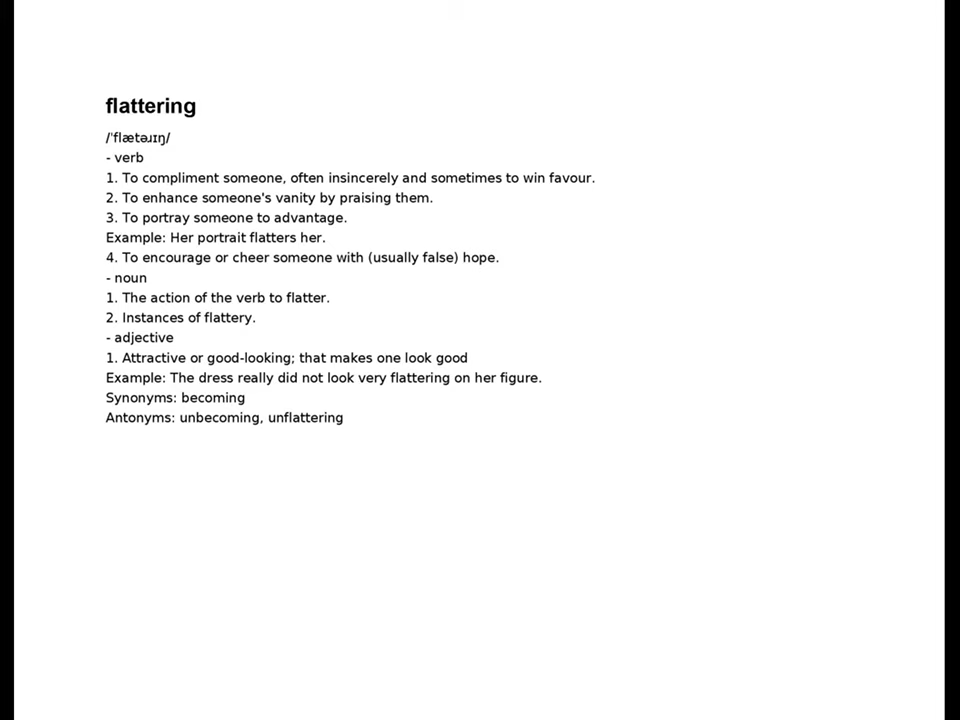 flattering
/ˈflætəɹɪŋ/
- verb
1. To compliment someone, often insincerely and sometimes to win favour.
2. To enhance someone's vanity by praising them.
3. To portray someone to advantage.
Example: Her portrait flatters her.
4. To encourage or cheer someone with (usually false) hope.
- noun
1. The action of the verb to flatter.
2. Instances of flattery.
- adjective
1. Attractive or good-looking; that makes one look good
Example: The dress really did not look very flattering on her figure.
Synonyms: becoming
Antonyms: unbecoming, unflattering